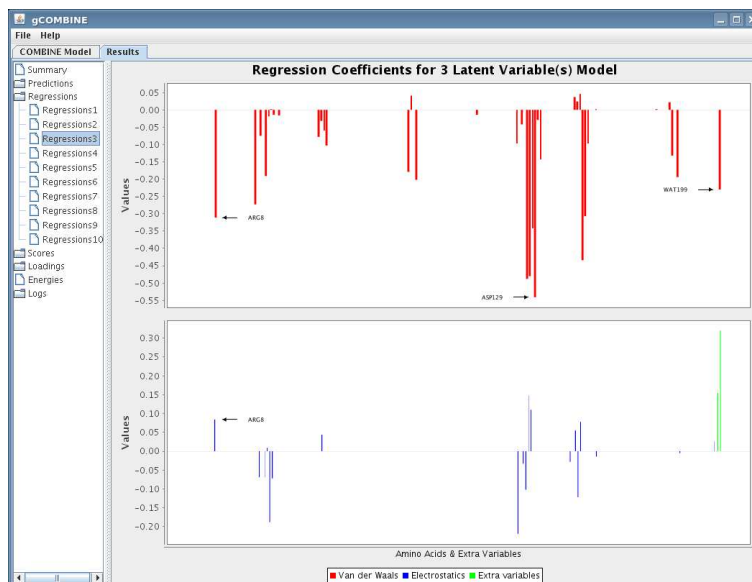 gCOMBINE
File Help
COMBINE Model Results
Summary
Predictions
Regressions
Regressions1
Regressions2
Regressions3
Regressions4
Regressions5
Regressions6
Regressions7
Regressions8
Regressions9
Regressions10
Scores
Loadings
Energies
Logs
Regression Coefficients for 3 Latent Variable(s) Model
Values
0.05
0.00
-0.05
-0.10
-0.15
-0.20
-0.25
-0.30
-0.35
-0.40
-0.45
-0.50
-0.55
ARG8
WAT199
ASP129
Values
0.30
0.25
0.20
0.15
0.10
0.05
0.00
-0.05
-0.10
-0.15
-0.20
ARG8
Amino Acids & Extra Variables
Van der Waals Electrostatics Extra variables